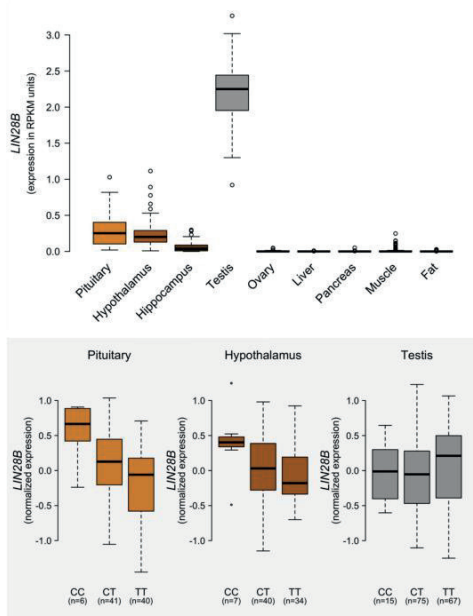 LIN28B
(expression in RPKM units)
3.0
2.5
2.0
1.5
1.0
0.5
0.0
Pituitary
Hypothalamus
Hippocampus
Testis
Ovary
Liver
Pancreas
Muscle
Fat
Pituitary
LIN28B
(normalized expression)
1.0
0.5
0.0
-0.5
-1.0
CC CT TT
(n=6) (n=41) (n=40)
Hypothalamus
LIN28B
(normalized expression)
1.0
0.5
0.0
-0.5
-1.0
CC CT TT
(n=7) (n=40) (n=34)
Testis
LIN28B
(normalized expression)
1.0
0.5
0.0
-0.5
-1.0
CC CT TT
(n=15) (n=75) (n=67)